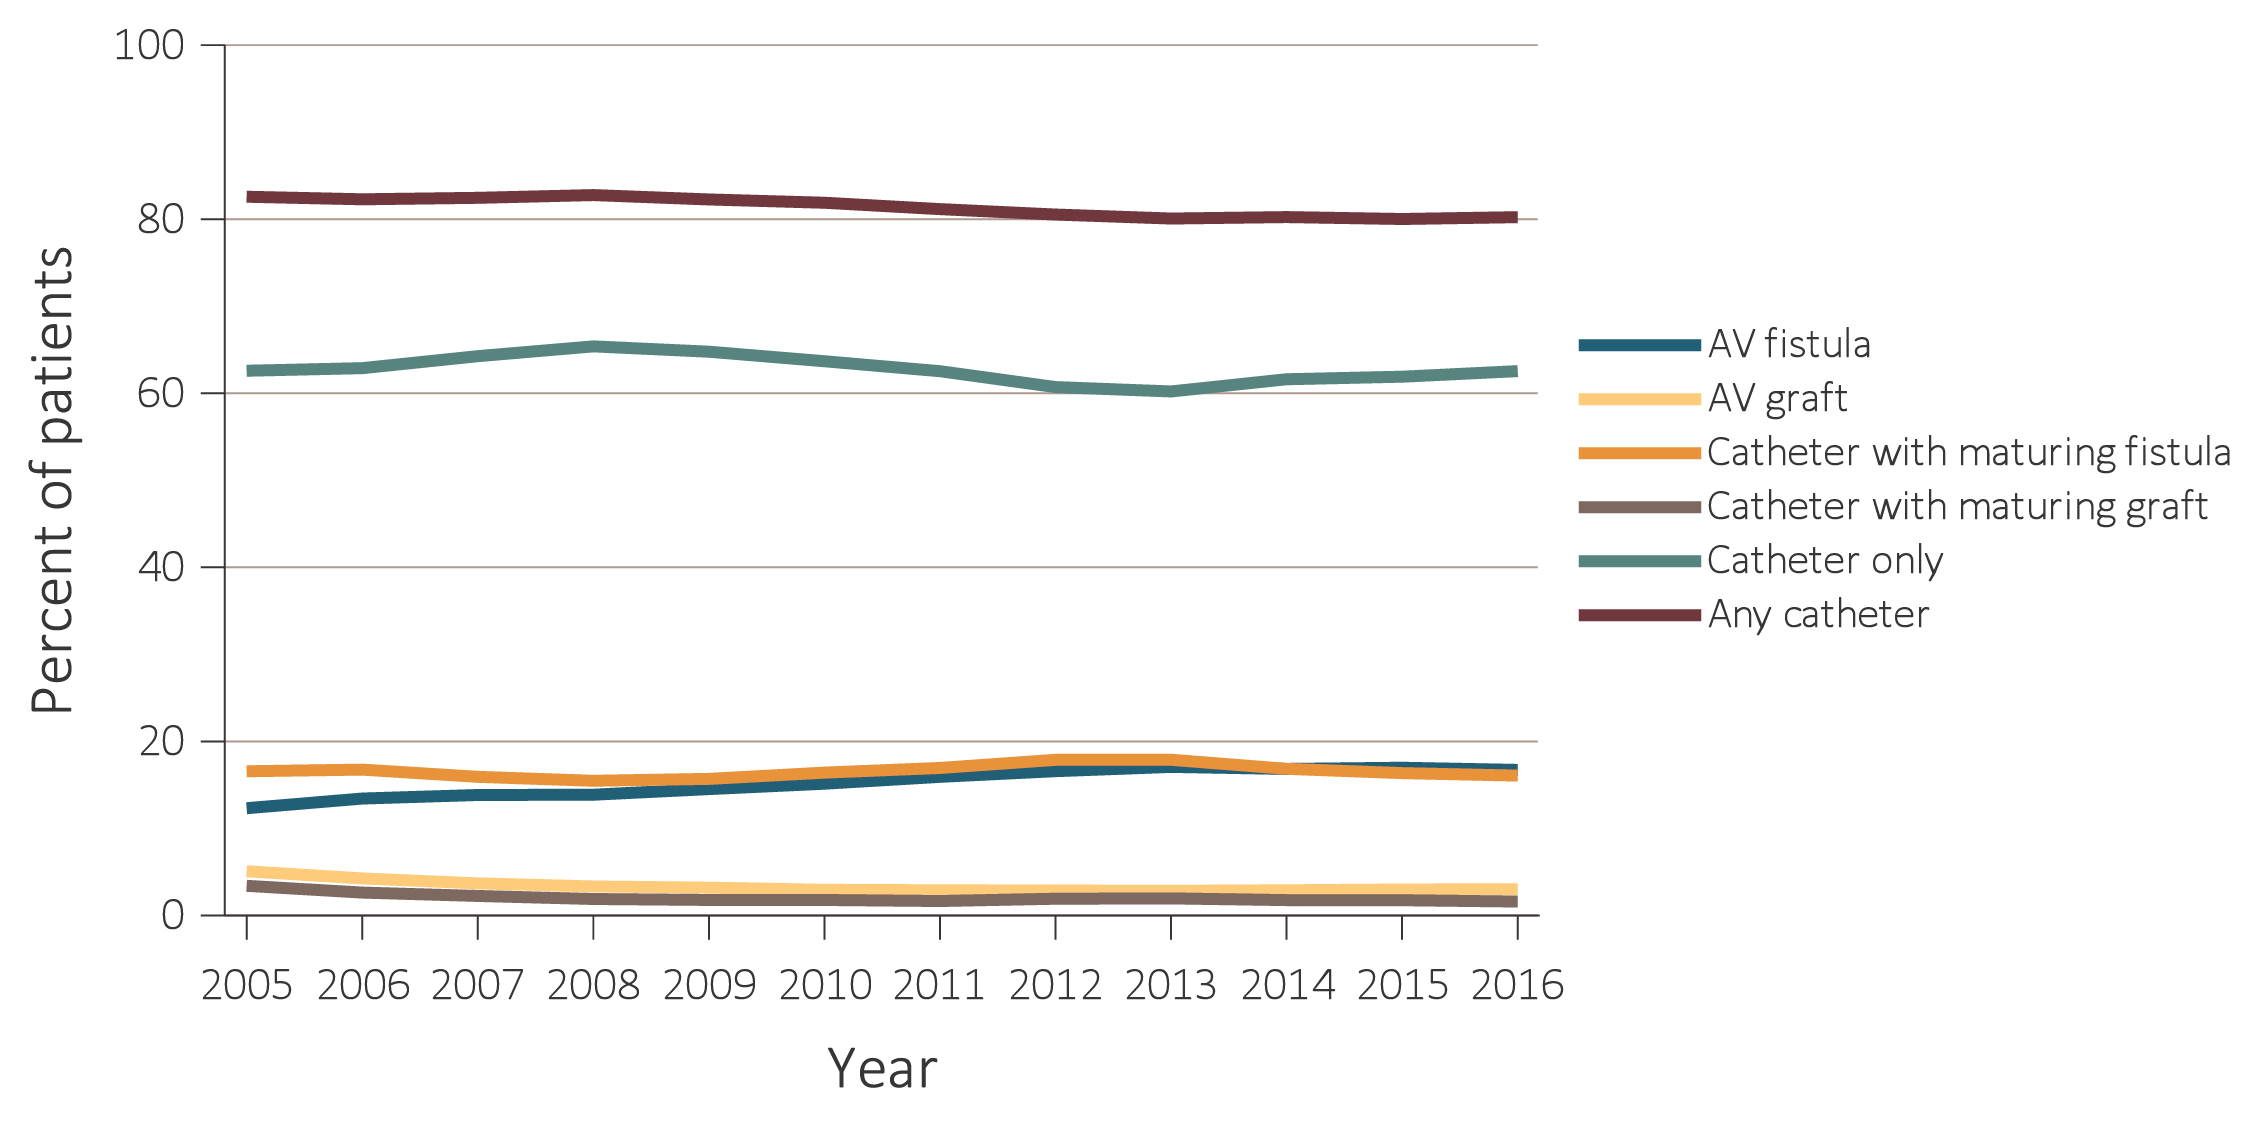 Percent of patients
100
80
60
40
20
0
2005 2006 2007 2008 2009 2010 2011 2012 2013 2014 2015 2016
Year
AV fistula
AV graft
Catheter with maturing fistula
Catheter with maturing graft
Catheter only
Any catheter